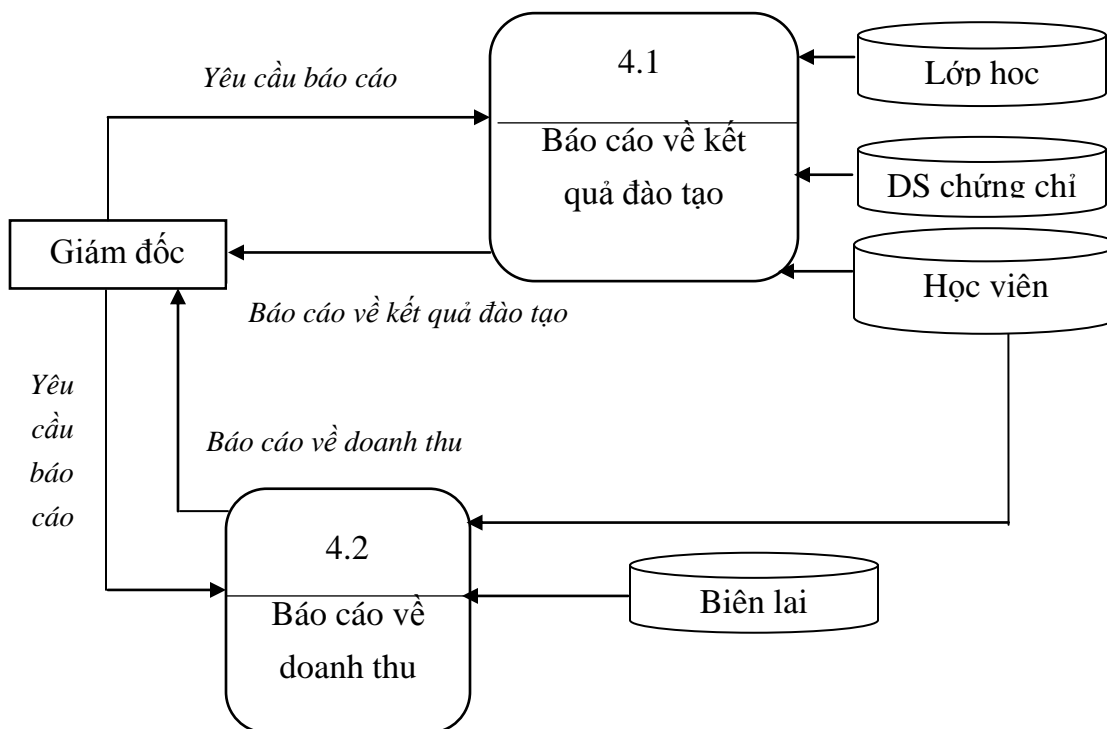 4.1
Lớp học
Yêu cầu báo cáo
Báo cáo về kết
quả đào tạo
DS chứng chỉ
Giám đốc
Học viên
Báo cáo về kết quả đào tạo
Yêu
cầu
báo
cáo
Báo cáo về doanh thu
4.2
Báo cáo về
doanh thu
Biên lai